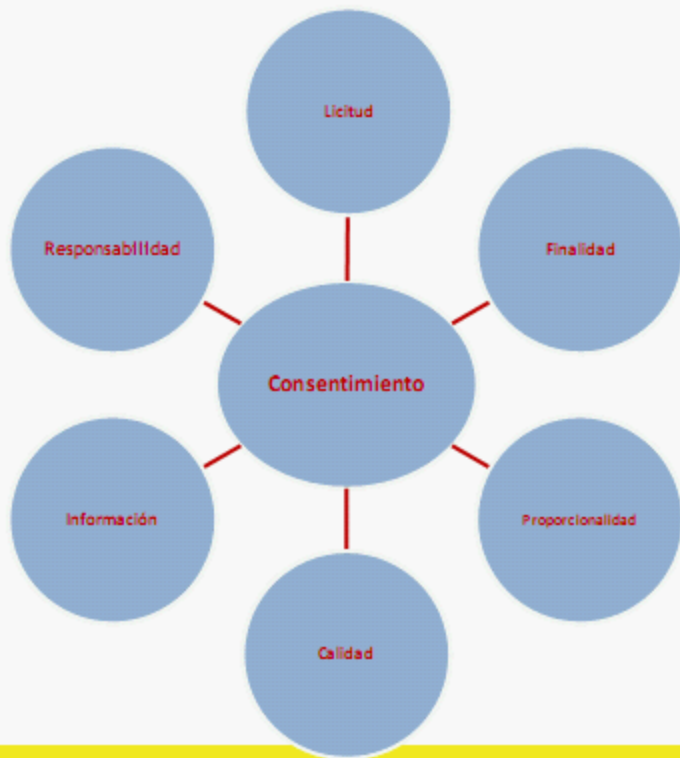 Licitud
Responsabilidad
Finalidad
Consentimiento
Información
Proporcionalidad
Calidad